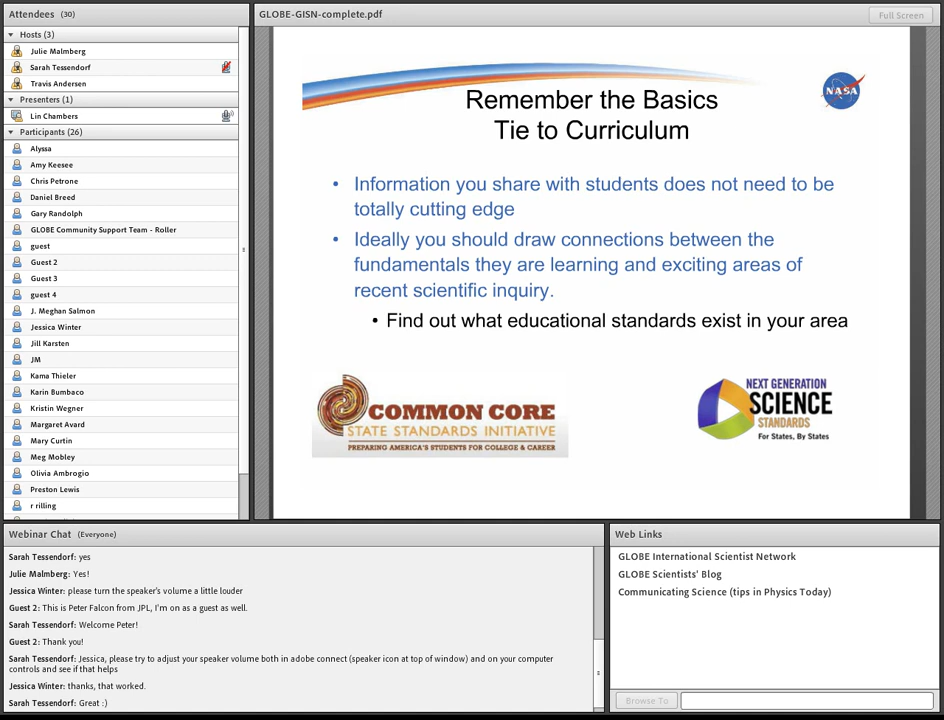 Attendees (30)
Hosts (3)
Julie Malmberg
Sarah Tessendorf
Travis Andersen
Presenters (1)
Lin Chambers
Participants (26)
Alyssa
Amy Keesee
Chris Petrone
Daniel Breed
Gary Randolph
GLOBE Community Support Team - Roller
guest
Guest 2
Guest 3
guest 4
J. Meghan Salmon
Jessica Winter
Jill Karsten
JM
Kama Thieler
Karin Bumbaco
Kristin Wegner
Margaret Avard
Mary Curtin
Meg Mobley
Olivia Ambrogio
Preston Lewis
r rilling
GLOBE-GISN-complete.pdf
Full Screen
NASA
Remember the Basics
Tie to Curriculum
• Information you share with students does not need to be
totally cutting edge
• Ideally you should draw connections between the
fundamentals they are learning and exciting areas of
recent scientific inquiry.
• Find out what educational standards exist in your area
COMMON CORE
STATE STANDARDS INITIATIVE
PREPARING AMERICA'S STUDENTS FOR COLLEGE & CAREER
NEXT GENERATION
SCIENCE
STANDARDS
For States, By States
Webinar Chat (Everyone)
Sarah Tessendorf: yes
Julie Malmberg: Yes!
Jessica Winter: please turn the speaker's volume a little louder
Guest 2: This is Peter Falcon from JPL, I'm on as a guest as well.
Sarah Tessendorf: Welcome Peter!
Guest 2: Thank you!
Sarah Tessendorf: Jessica, please try to adjust your speaker volume both in adobe connect (speaker icon at top of window) and on your computer
controls and see if that helps
Jessica Winter: thanks, that worked.
Sarah Tessendorf: Great :)
Web Links
GLOBE International Scientist Network
GLOBE Scientists' Blog
Communicating Science (tips in Physics Today)
Browse To